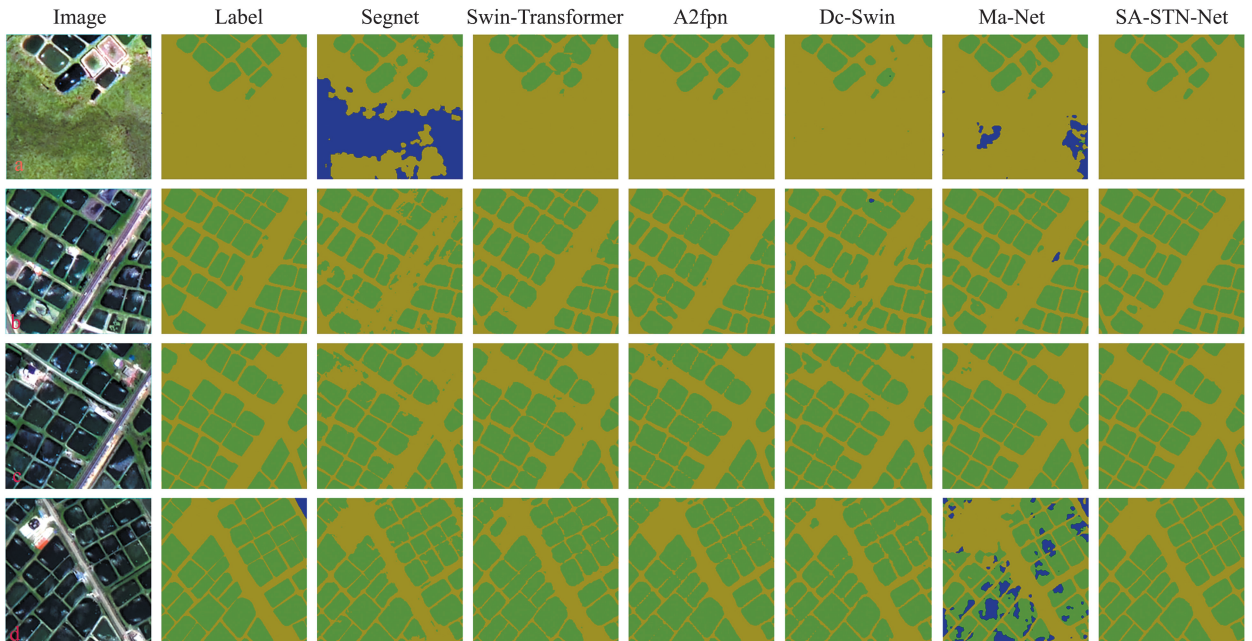 Image Label Segnet Swin-Transformer A2fpn Dc-Swin Ma-Net SA-STN-Net
a
b
c
d